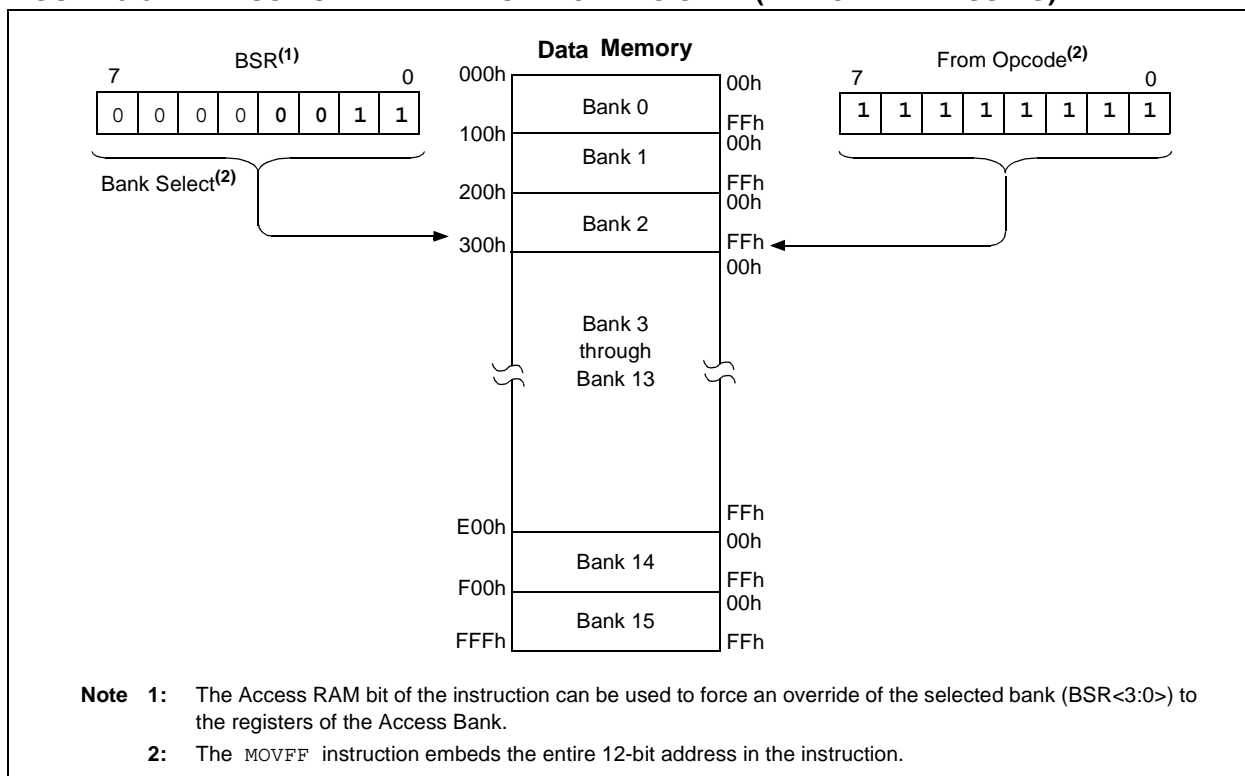 Data Memory
BSR(1)
7 0
0 0 0 0 0 0 1 1
Bank Select(2)
From Opcode(2)
7 0
1 1 1 1 1 1 1 1
000h Bank 0 00h
FFh
100h Bank 1 00h
FFh
200h Bank 2 00h
FFh
300h 00h
Bank 3
through
Bank 13
FFh
E00h Bank 14 00h
FFh
F00h Bank 15 00h
FFFh FFh
Note 1: The Access RAM bit of the instruction can be used to force an override of the selected bank (BSR<3:0>) to
the registers of the Access Bank.
2: The MOVFF instruction embeds the entire 12-bit address in the instruction.